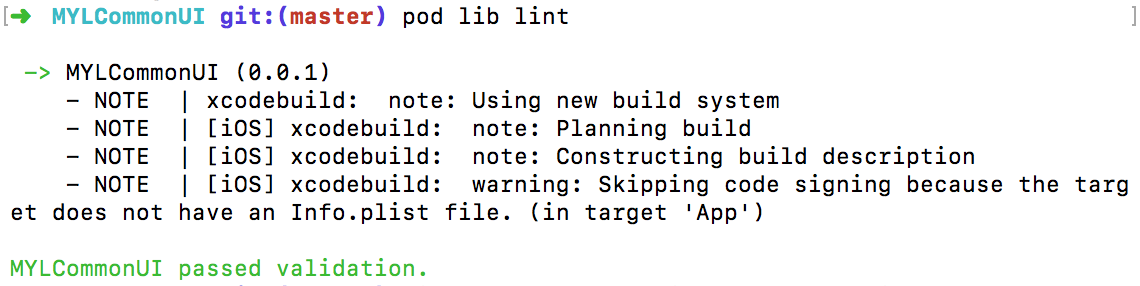 [➜  MYLCommonUI git:(master) pod lib lint ]
 -> MYLCommonUI (0.0.1)
    - NOTE  | xcodebuild:  note: Using new build system
    - NOTE  | [iOS] xcodebuild:  note: Planning build
    - NOTE  | [iOS] xcodebuild:  note: Constructing build description
    - NOTE  | [iOS] xcodebuild:  warning: Skipping code signing because the targ
et does not have an Info.plist file. (in target 'App')
MYLCommonUI passed validation.